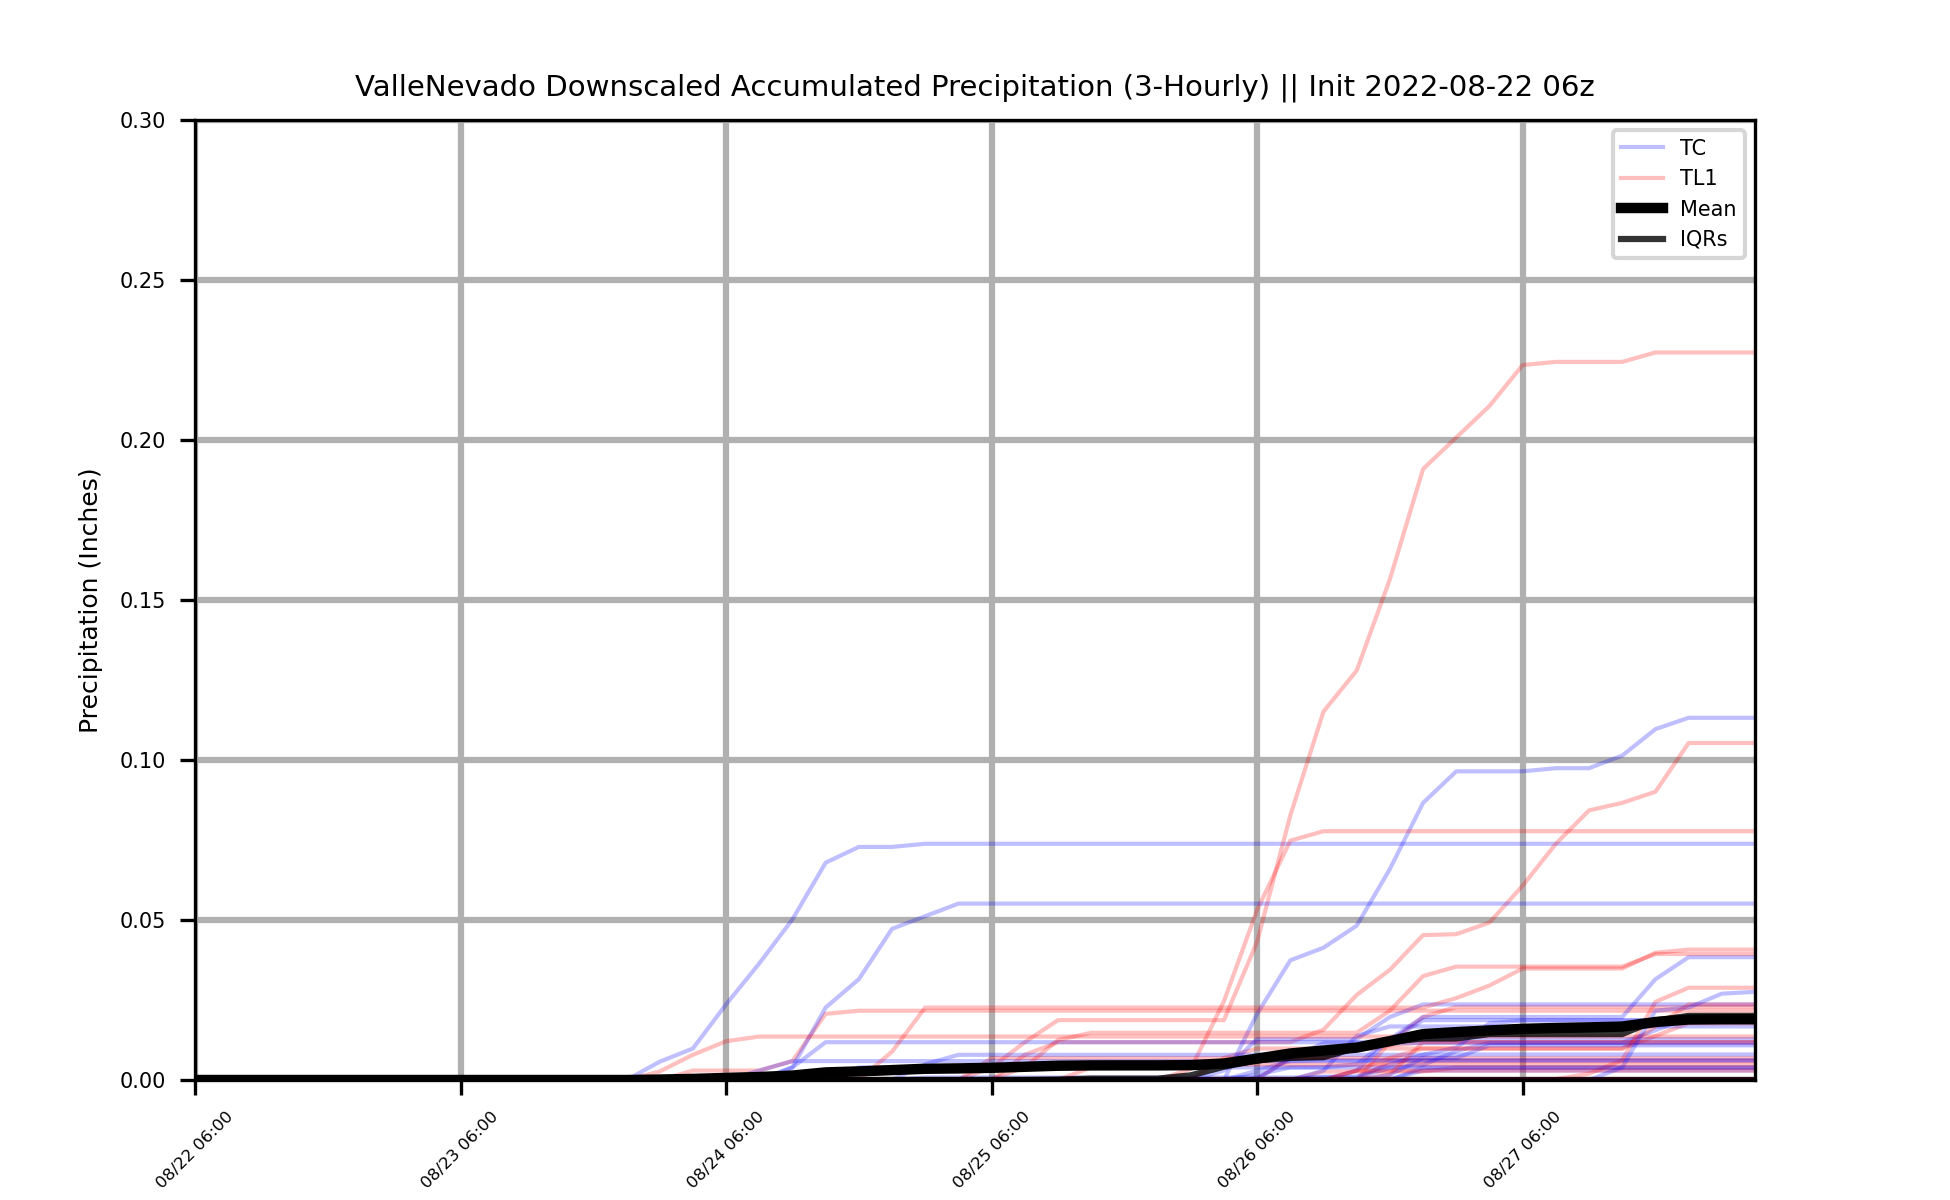 ValleNevado Downscaled Accumulated Precipitation (3-Hourly) || Init 2022-08-22 06z
TC
TL1
Mean
IQRs
Precipitation (Inches)
0.30
0.25
0.20
0.15
0.10
0.05
0.00
08/22 06:00
08/23 06:00
08/24 06:00
08/25 06:00
08/26 06:00
08/27 06:00